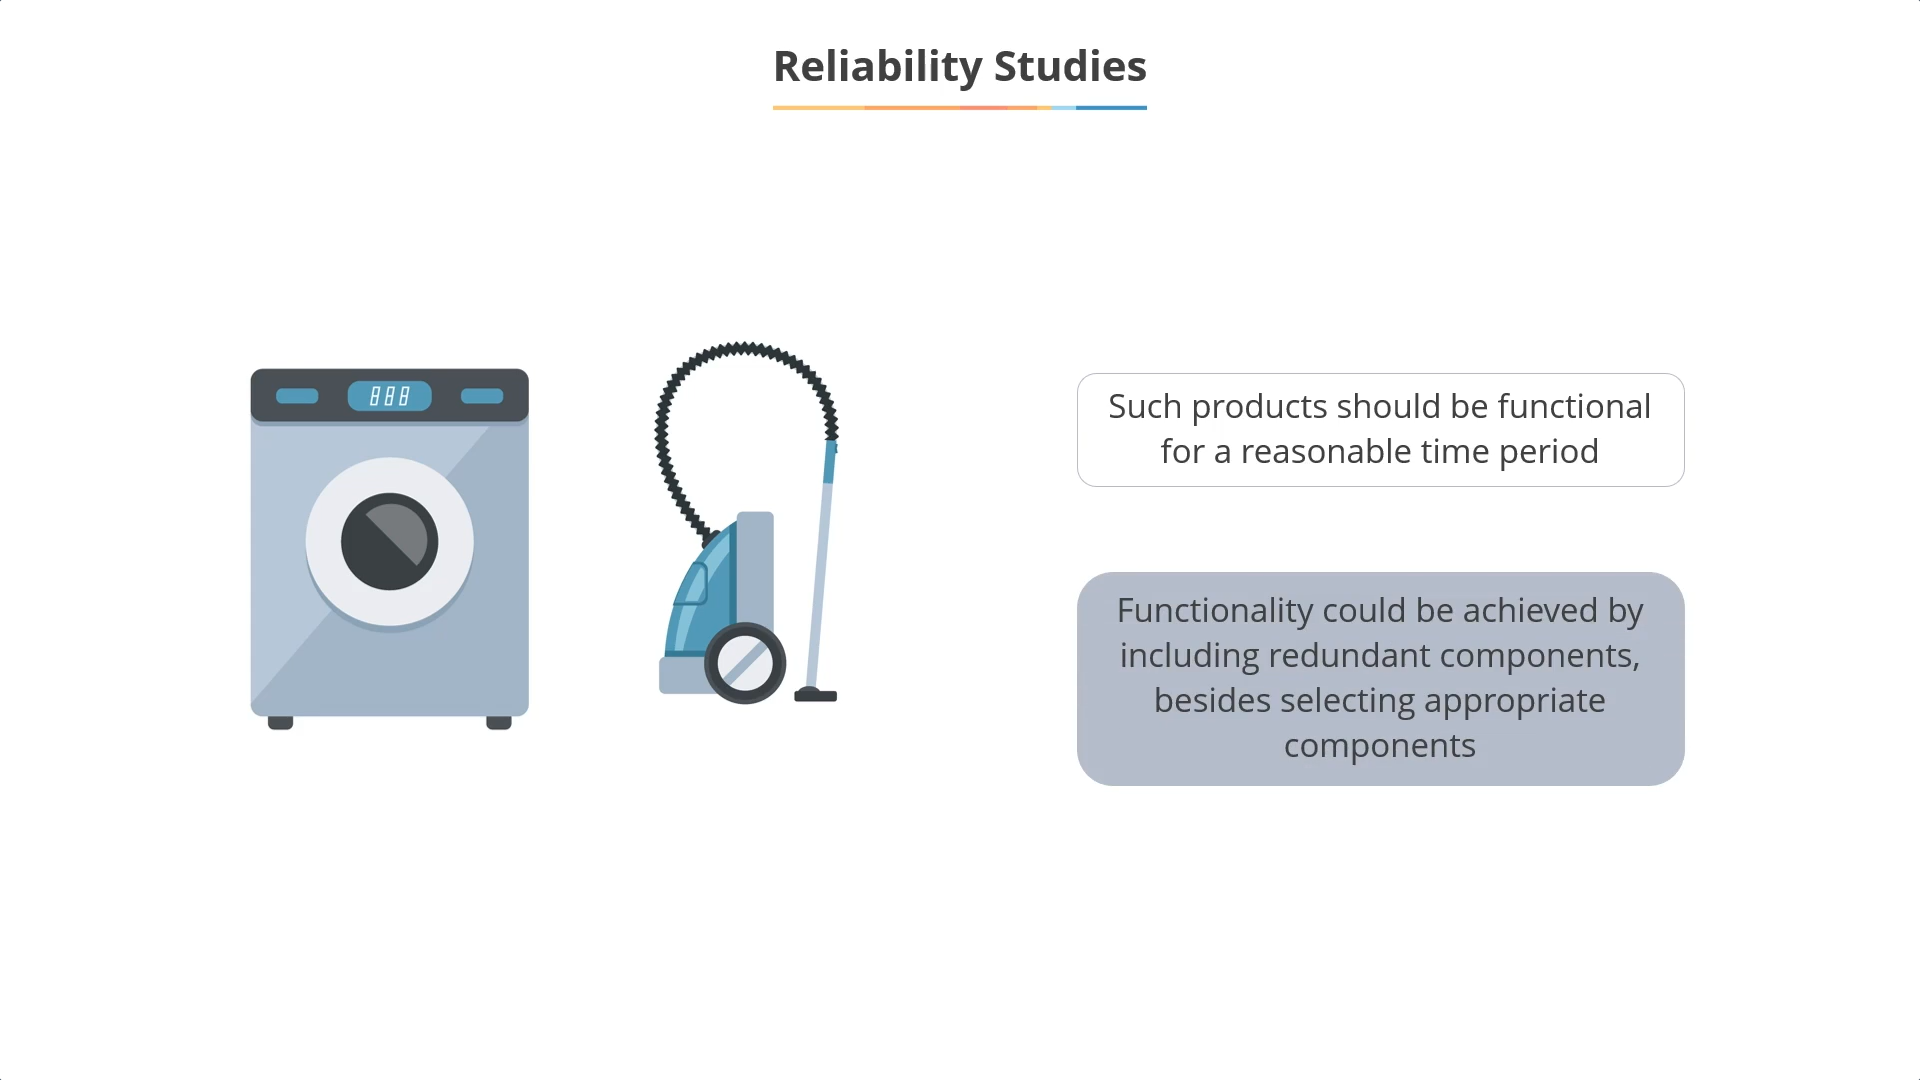 Reliability Studies
888
Such products should be functional
for a reasonable time period
Functionality could be achieved by
including redundant components,
besides selecting appropriate
components